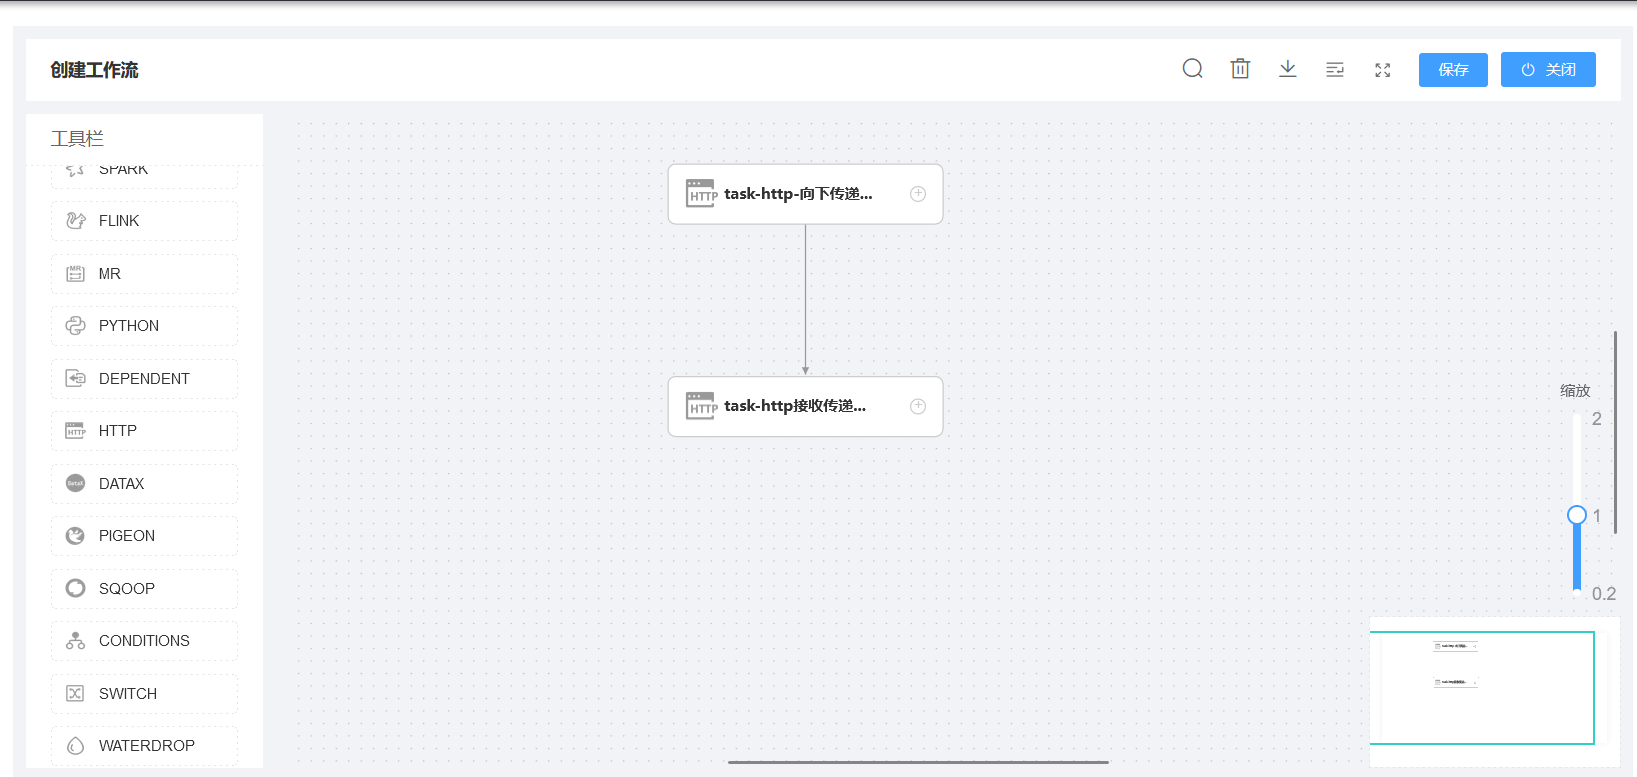 创建工作流
保存
关闭
工具栏
SPARK
FLINK
MR
PYTHON
DEPENDENT
HTTP
DATAX
PIGEON
SQOOP
CONDITIONS
SWITCH
WATERDROP
HTTP task-http-向下传递...
HTTP task-http接收传递...
缩放
2
1
0.2